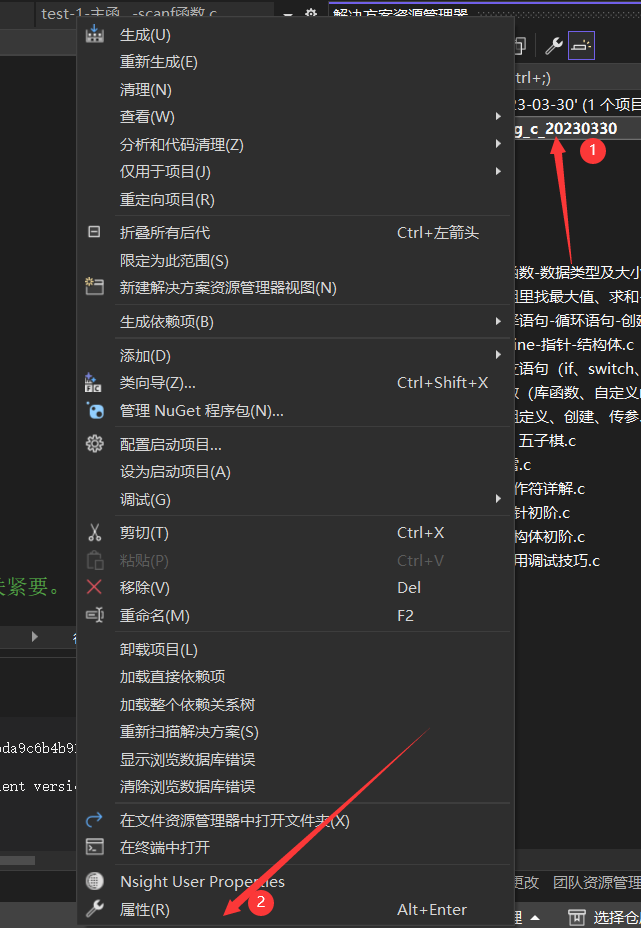 test-1-主函...-scanf函数.c
解决方案资源管理器
生成(U)
重新生成(E)
trl+;)
清理(N)
23-03-30' (1 个项目
查看(W)
g_c_20230330
1
分析和代码清理(Z)
仅用于项目(J)
重定向项目(R)
折叠所有后代 Ctrl+左箭头
限定为此范围(S)
函数-数据类型及大小
新建解决方案资源管理器视图(N)
组里找最大值、求和
生成依赖项(B)
语句-循环语句-创建
ine-指针-结构体.c
添加(D)
语句（if、switch、
类向导(Z)... Ctrl+Shift+X
（库函数、自定义
管理 NuGet 程序包(N)...
定义、创建、传参
配置启动项目...
五子棋.c
设为启动项目(A)
.c
作符详解.c
调试(G)
针初阶.c
剪切(T) Ctrl+X
构体初阶.c
粘贴(P) Ctrl+V
用调试技巧.c
移除(V) Del
关紧要。
重命名(M) F2
卸载项目(L)
加载直接依赖项
加载整个依赖关系树
重新扫描解决方案(S)
da9c6b4b9
显示浏览数据库错误
ent versi
清除浏览数据库错误
在文件资源管理器中打开文件夹(X)
在终端中打开
Nsight User Properties
更改 团队资源管理
2
属性(R) Alt+Enter
理 选择仓